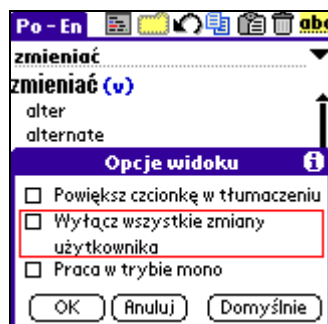 Po - En abc
zmieniać
zmieniać (v)
alter
alternate
Opcje widoku
Powiększ czcionkę w tłumaczeniu
Wyłącz wszystkie zmiany
użytkownika
Praca w trybie mono
OK Anuluj Domyślnie